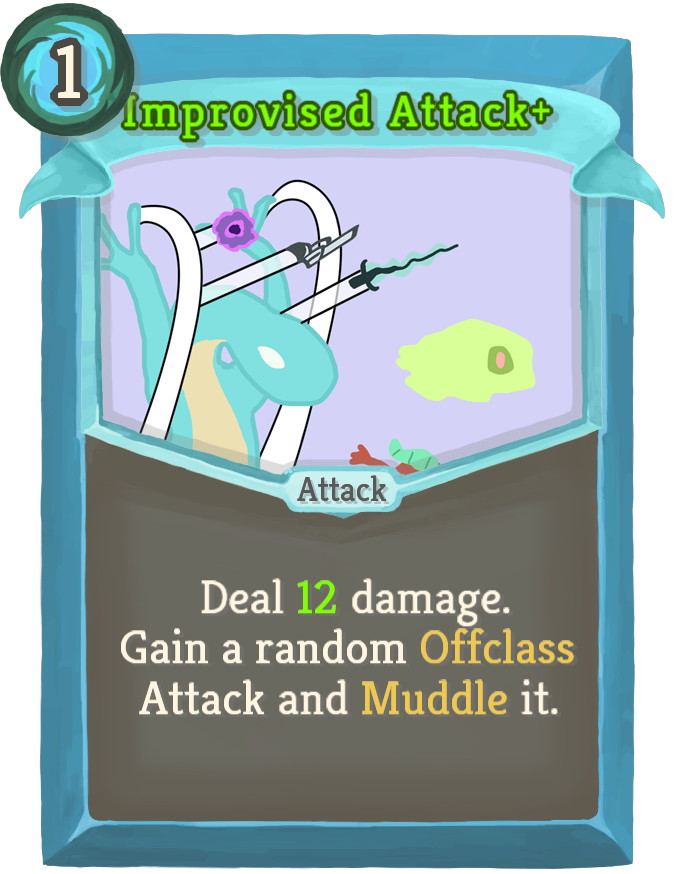 1
Improvised Attack+
Attack
Deal 12 damage.
Gain a random Offclass
Attack and Muddle it.